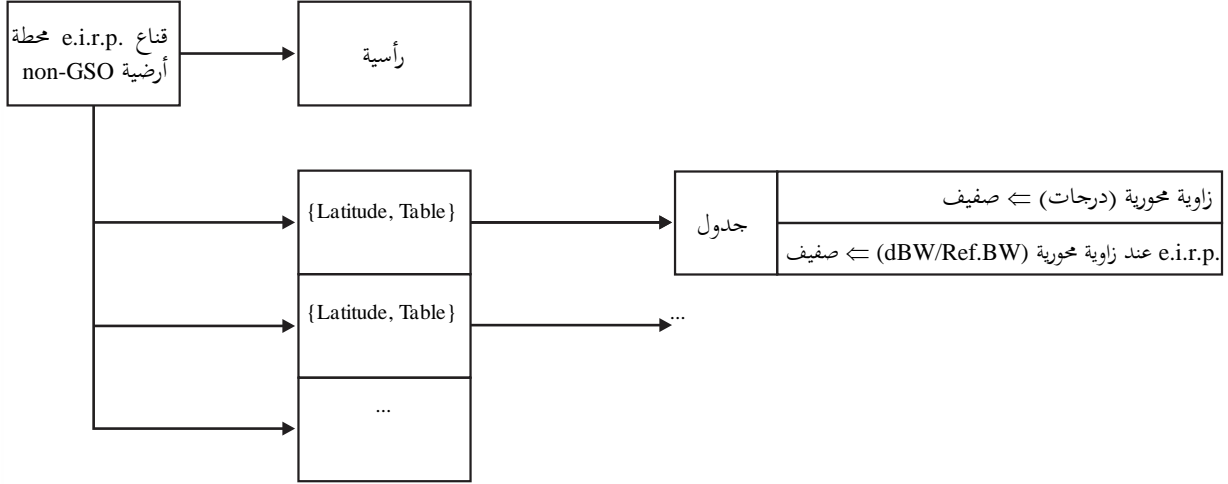 قناع .e.i.r.p محطة
أرضية non-GSO
رأسية
{Latitude, Table}
جدول
زاوية محورية (درجات) ⇐ صفيف
.e.i.r.p عند زاوية محورية (dBW/Ref.BW) ⇐ صفيف
{Latitude, Table}
...
...